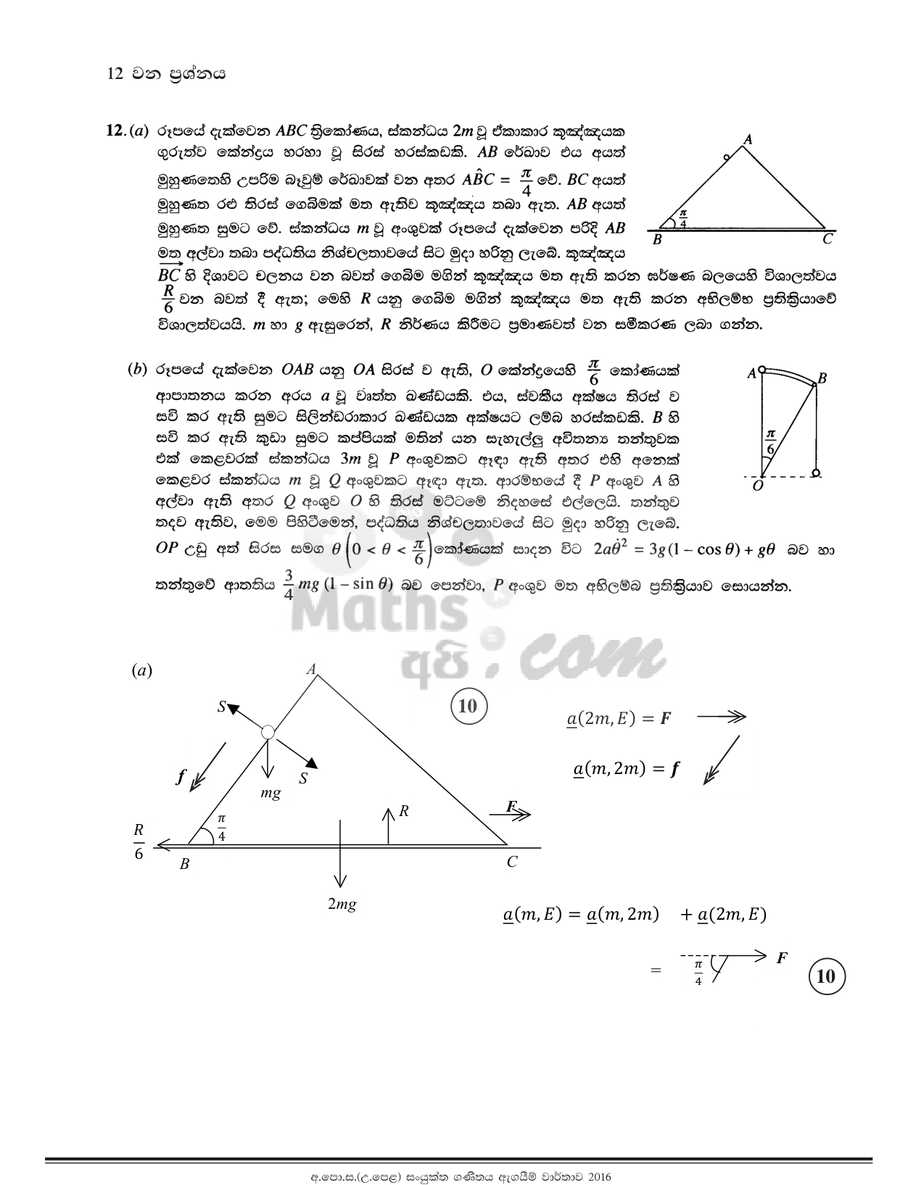 12 වන ප්‍රශ්නය
12. (a) රූපයේ දැක්වෙන ABC ත්‍රිකෝණය, ස්කන්ධය 2m වූ ඒකාකාර කුඤ්ඤයක
ගුරුත්ව කේන්ද්‍රය හරහා වූ සිරස් හරස්කඩකි. AB රේඛාව එය අයත්
මුහුණතෙහි උපරිම බෑවුම් රේඛාවක් වන අතර AB̂C = π/4 වේ. BC අයත්
මුහුණත රළු තිරස් ගෙබිමක් මත ඇතිව කුඤ්ඤය තබා ඇත. AB අයත්
මුහුණත සුමට වේ. ස්කන්ධය m වූ අංශුවක් රූපයේ දැක්වෙන පරිදි AB
මත අල්වා තබා පද්ධතිය නිශ්චලතාවයේ සිට මුදා හරිනු ලැබේ. කුඤ්ඤය
BC හි දිශාවට චලනය වන බවත් ගෙබිම මගින් කුඤ්ඤය මත ඇති කරන ඝර්ෂණ බලයෙහි විශාලත්වය
R/6 වන බවත් දී ඇත; මෙහි R යනු ගෙබිම මගින් කුඤ්ඤය මත ඇති කරන අභිලම්භ ප්‍රතික්‍රියාවේ
විශාලත්වයයි. m හා g ඇසුරෙන්, R නිර්ණය කිරීමට ප්‍රමාණවත් වන සමීකරණ ලබා ගන්න.
A
π/4
B
C
(b) රූපයේ දැක්වෙන OAB යනු OA සිරස් ව ඇති, O කේන්ද්‍රයෙහි π/6 කෝණයක්
ආපාතනය කරන අරය a වූ වෘත්ත ඛණ්ඩයකි. එය, ස්වකීය අක්ෂය තිරස් ව
සවි කර ඇති සුමට සිලින්ඩරාකාර ඛණ්ඩයක අක්ෂයට ලම්බ හරස්කඩකි. B හි
සවි කර ඇති කුඩා සුමට කප්පියක් මතින් යන සැහැල්ලු අවිතන්‍ය තන්තුවක
එක් කෙළවරක් ස්කන්ධය 3m වූ P අංශුවකට ඈඳා ඇති අතර එහි අනෙක්
කෙළවර ස්කන්ධය m වූ Q අංශුවකට ඈඳා ඇත. ආරම්භයේ දී P අංශුව A හි
අල්වා ඇති අතර Q අංශුව O හි තිරස් මට්ටමේ නිදහසේ එල්ලෙයි. තන්තුව
තදව ඇතිව, මෙම පිහිටීමෙන්, පද්ධතිය නිශ්චලතාවයේ සිට මුදා හරිනු ලැබේ.
OP උඩු අත් සිරස සමග θ (0 < θ < π/6) කෝණයක් සාදන විට 2aθ̇² = 3g(1 − cos θ) + gθ බව හා
තන්තුවේ ආතතිය 3/4 mg (1 − sin θ) බව පෙන්වා, P අංශුව මත අභිලම්බ ප්‍රතික්‍රියාව සොයන්න.
A
B
π/6
O
Maths
අපි . com
(a)
A
S
10
a(2m, E) = F
f
S
mg
a(m, 2m) = f
R
F
R/6
π/4
B
C
2mg
a(m, E) = a(m, 2m) + a(2m, E)
= π/4 F
10
අ.පො.ස.(උ.පෙළ) සංයුක්ත ගණිතය ඇගයීම් වාර්තාව 2016